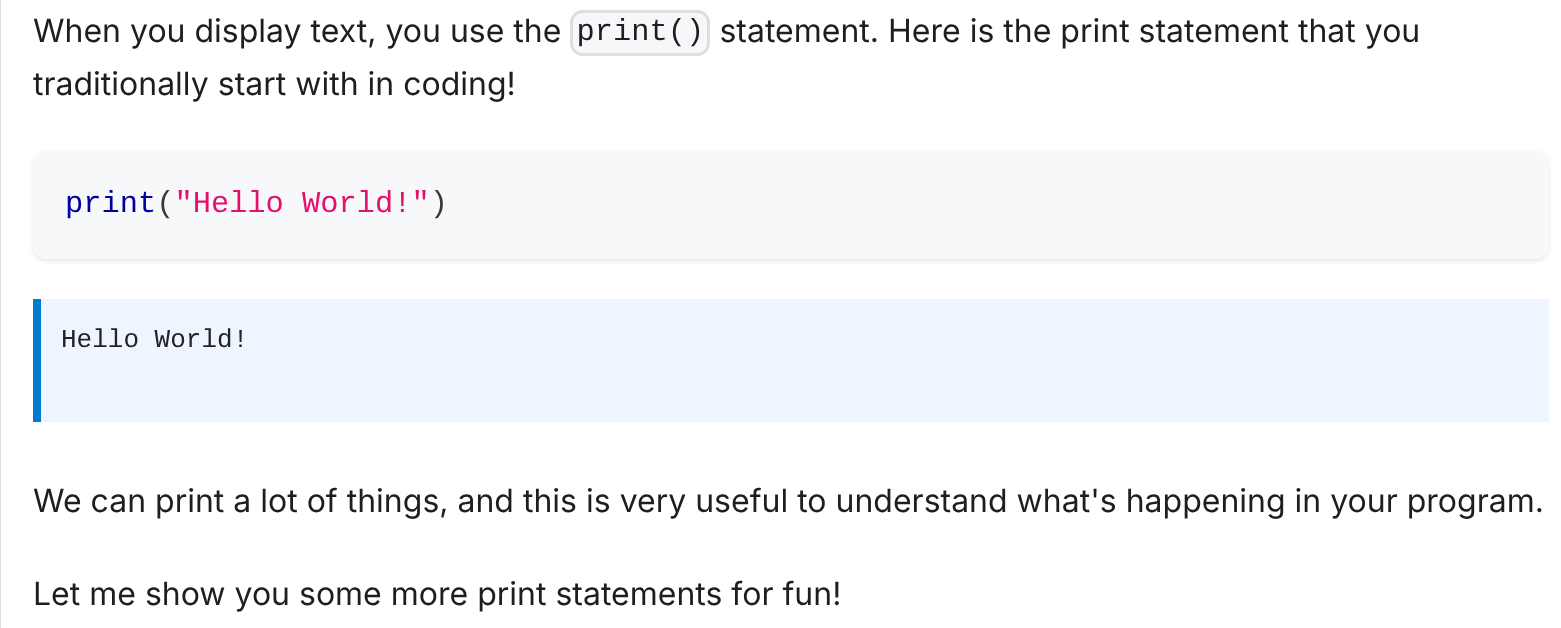 When you display text, you use the print() statement. Here is the print statement that you
traditionally start with in coding!
print("Hello World!")
Hello World!
We can print a lot of things, and this is very useful to understand what's happening in your program.
Let me show you some more print statements for fun!